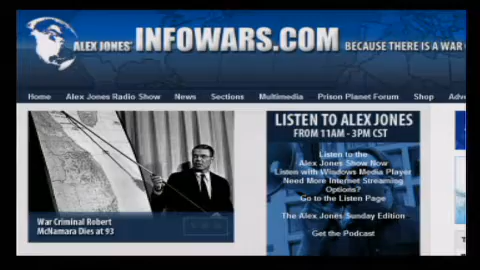 ALEX JONES' INFOWARS.COM BECAUSE THERE IS A WAR
Home Alex Jones Radio Show News Sections Multimedia Prison Planet Forum Shop Adve
War Criminal Robert
McNamara Dies at 93
LISTEN TO ALEX JONES
FROM 11AM - 3PM CST
Listen to the
Alex Jones Show Now
Listen with Windows Media Player
Need More Internet Streaming
Options?
Go to the Listen Page
The Alex Jones Sunday Edition
Get the Podcast